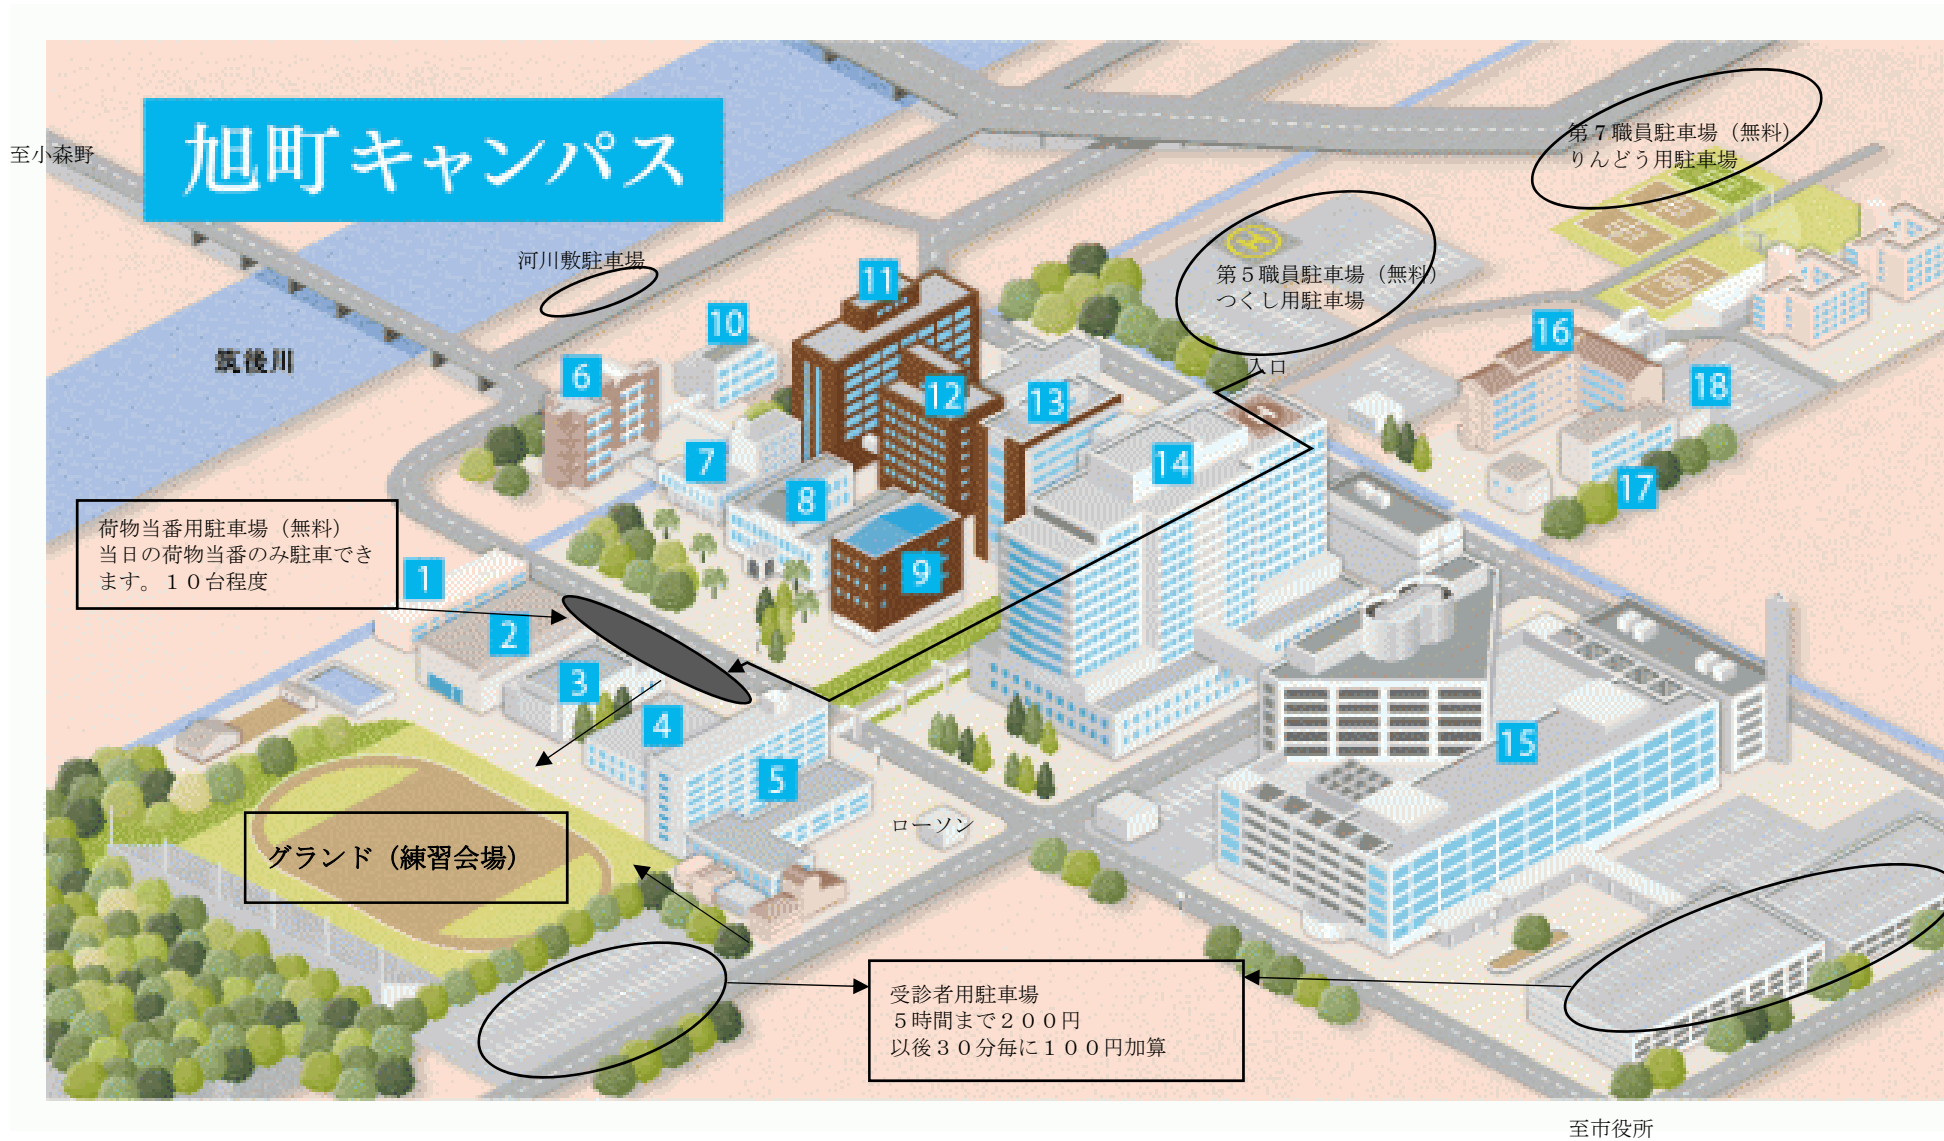 旭町キャンパス
至小森野
第７職員駐車場（無料）
りんどう用駐車場
河川敷駐車場
第５職員駐車場（無料）
つくし用駐車場
入口
筑後川
11
10
6
12
13
16
18
14
7
8
17
9
荷物当番用駐車場（無料）
当日の荷物当番のみ駐車でき
ます。１０台程度
1
2
3
4
5
15
ローソン
グランド（練習会場）
受診者用駐車場
５時間まで２００円
以後３０分毎に１００円加算
至市役所